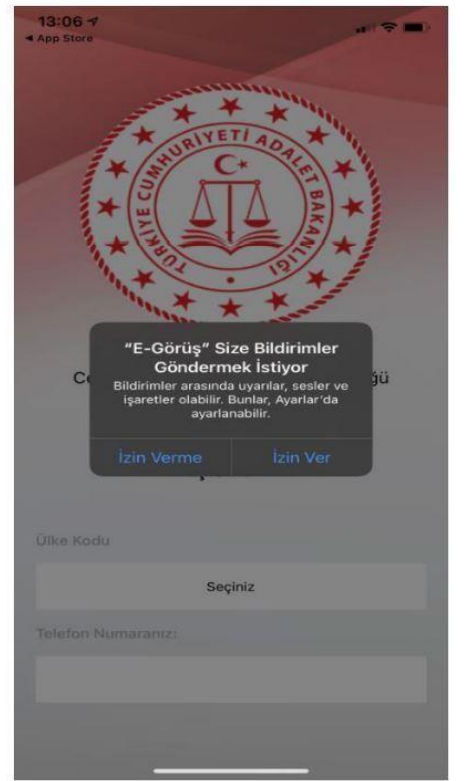 13:06
◀ App Store
TÜRKİYE CUMHURİYETİ ADALET BAKANLIĞI
"E-Görüş" Size Bildirimler
Göndermek İstiyor
Bildirimler arasında uyarılar, sesler ve
işaretler olabilir. Bunlar, Ayarlar'da
ayarlanabilir.
İzin Verme
İzin Ver
Ülke Kodu
Seçiniz
Telefon Numaranız: